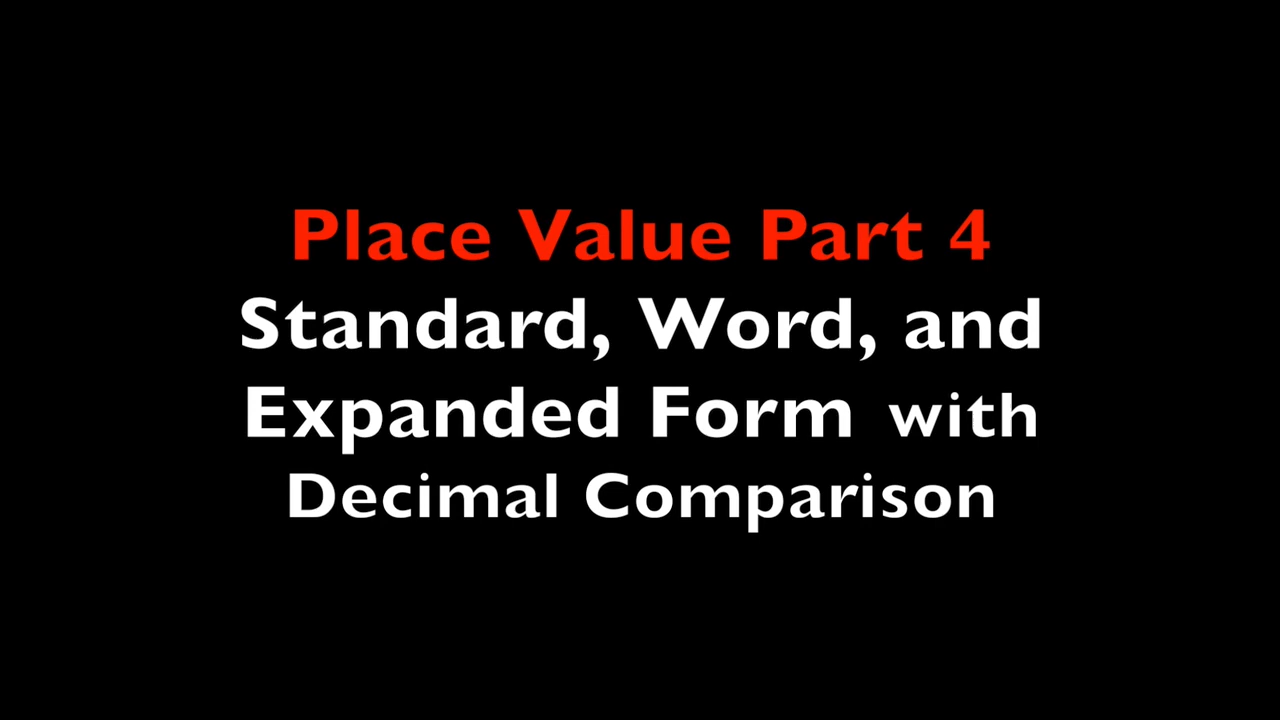 Place Value Part 4
Standard, Word, and
Expanded Form with
Decimal Comparison